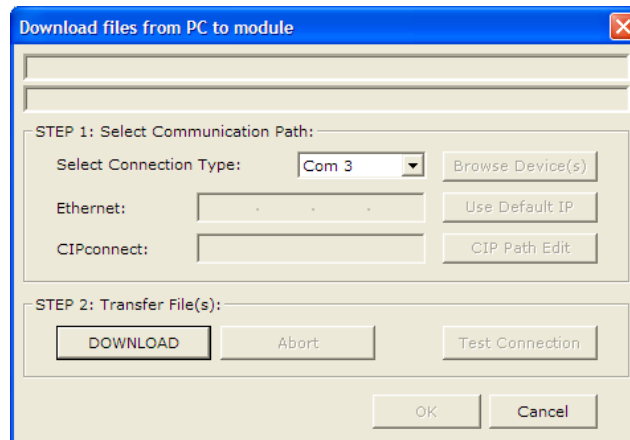 Download files from PC to module
STEP 1: Select Communication Path:
Select Connection Type: Com 3 Browse Device(s)
Ethernet: . . . Use Default IP
CIPconnect: CIP Path Edit
STEP 2: Transfer File(s):
DOWNLOAD Abort Test Connection
OK Cancel